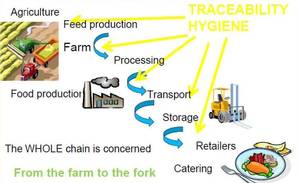 Agriculture
TRACEABILITY
HYGIENE
Feed production
Farm
Processing
Food production
Transport
Storage
Retailers
The WHOLE chain is concerned
Catering
From the farm to the fork